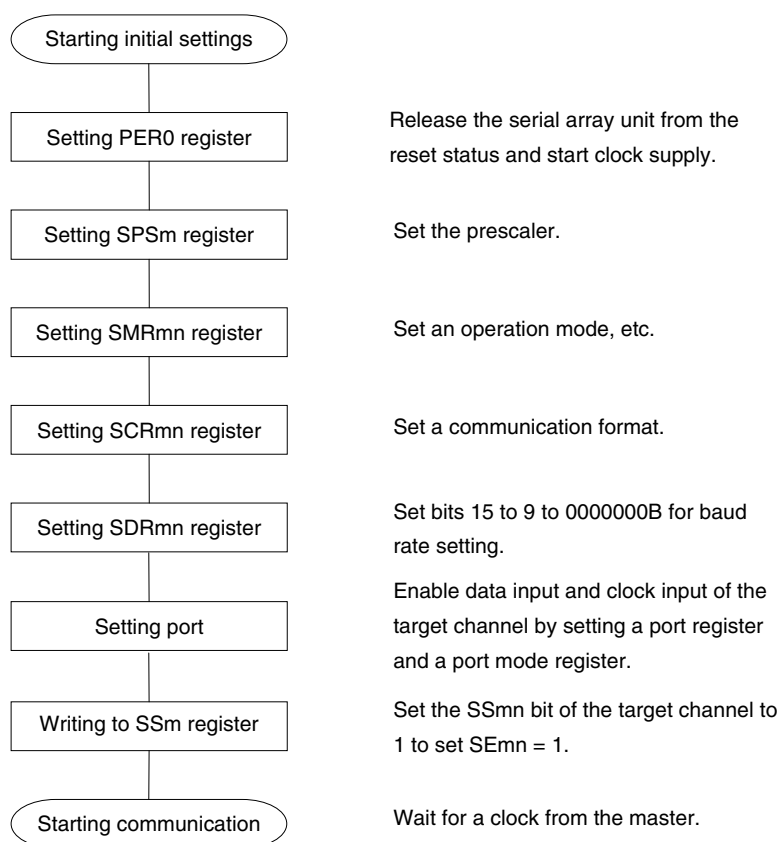 Starting initial settings
Setting PER0 register
Release the serial array unit from the
reset status and start clock supply.
Setting SPSm register
Set the prescaler.
Setting SMRmn register
Set an operation mode, etc.
Setting SCRmn register
Set a communication format.
Setting SDRmn register
Set bits 15 to 9 to 0000000B for baud
rate setting.
Setting port
Enable data input and clock input of the
target channel by setting a port register
and a port mode register.
Writing to SSm register
Set the SSmn bit of the target channel to
1 to set SEmn = 1.
Starting communication
Wait for a clock from the master.